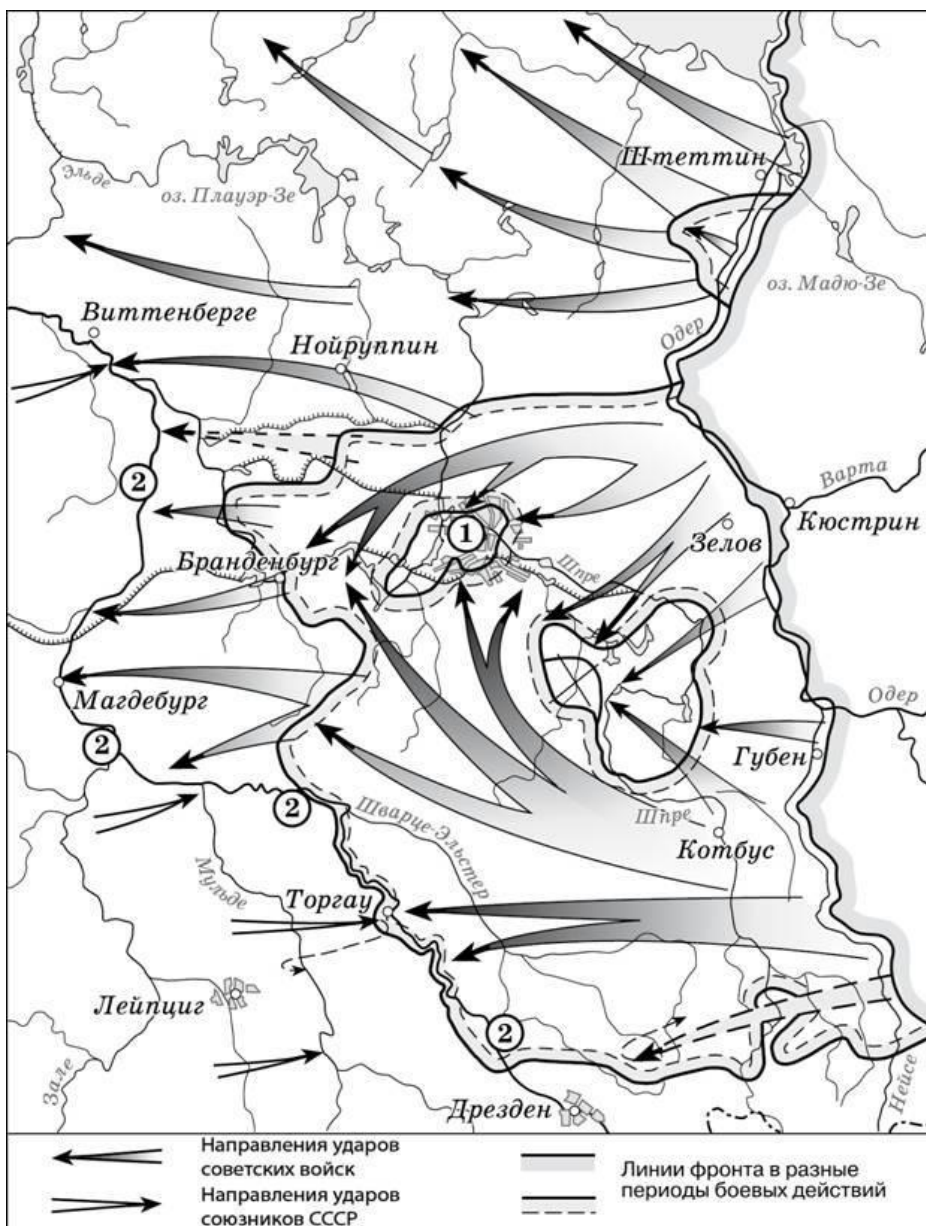 Штеттин
Эльде
оз. Плауэр-Зе
оз. Мадю-Зе
Виттенберге
Одер
Нойруппин
2
Варта
1
Кюстрин
Зелов
Бранденбург
Шпре
Магдебург
Одер
2
Губен
2
Шварце-Эльстер
Шпре
Котбус
Мульде
Торгау
Лейпциг
2
Зале
Дрезден
Нейсе
Направления ударов
советских войск
Направления ударов
союзников СССР
Линии фронта в разные
периоды боевых действий